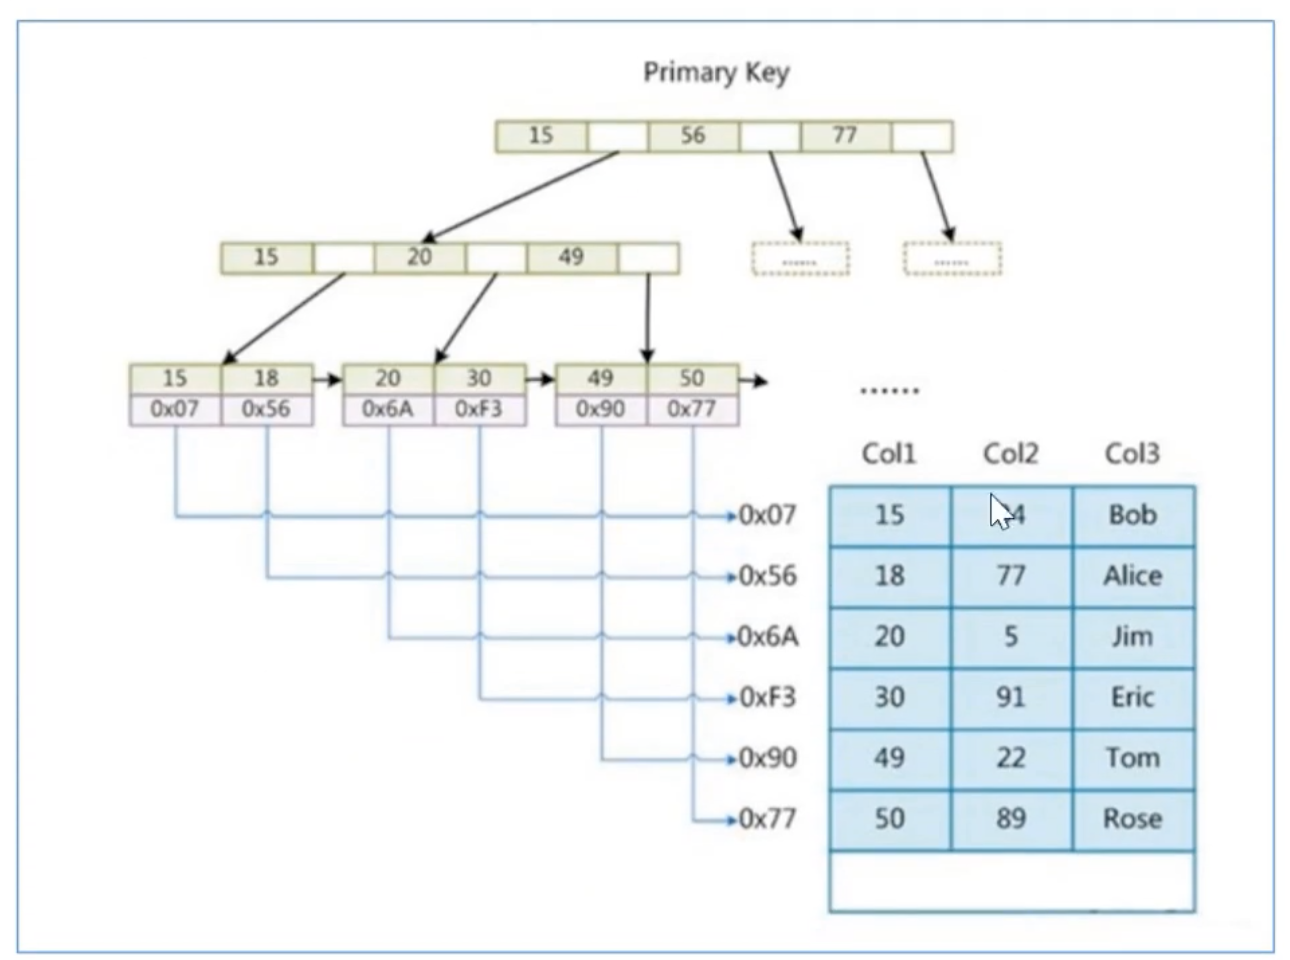 Primary Key
15 56 77
15 20 49
...... ......
15 18 20 30 49 50
0x07 0x56 0x6A 0xF3 0x90 0x77
......
Col1 Col2 Col3
0x07 15 Bob
0x56 18 77 Alice
0x6A 20 5 Jim
0xF3 30 91 Eric
0x90 49 22 Tom
0x77 50 89 Rose